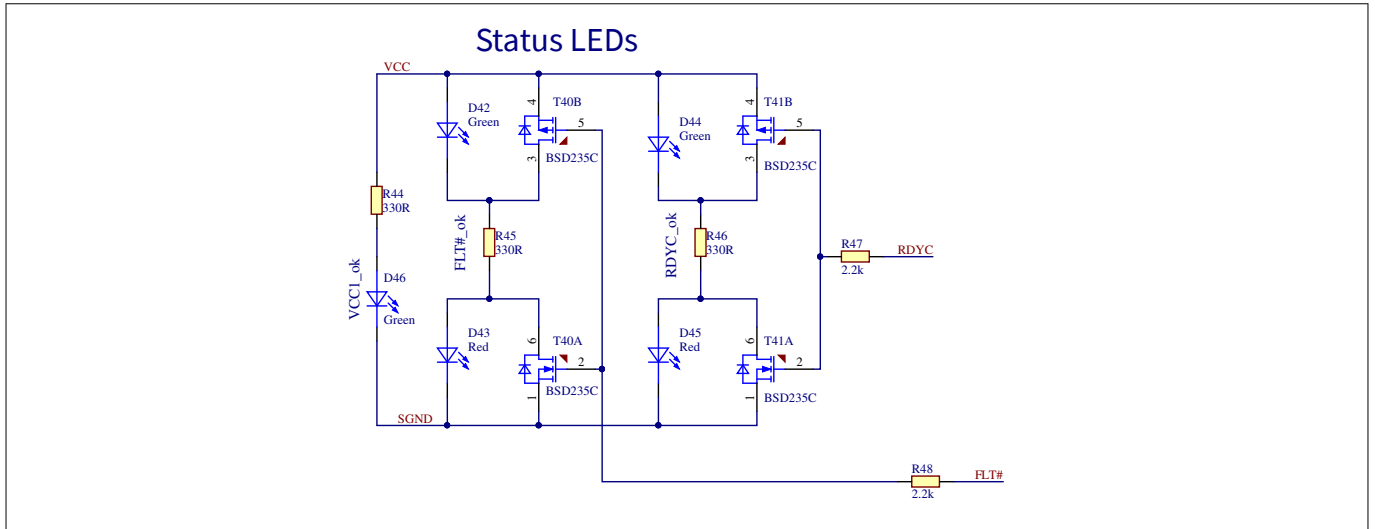 Status LEDs
VCC
D42
Green
4
T40B
5
3
BSD235C
D44
Green
4
T41B
5
3
BSD235C
R44
330R
FLT#_ok
R45
330R
RDYC_ok
R46
330R
R47
2.2k
RDYC
VCC1_ok
D46
Green
D43
Red
6
T40A
2
1
BSD235C
D45
Red
6
T41A
2
1
BSD235C
SGND
R48
2.2k
FLT#